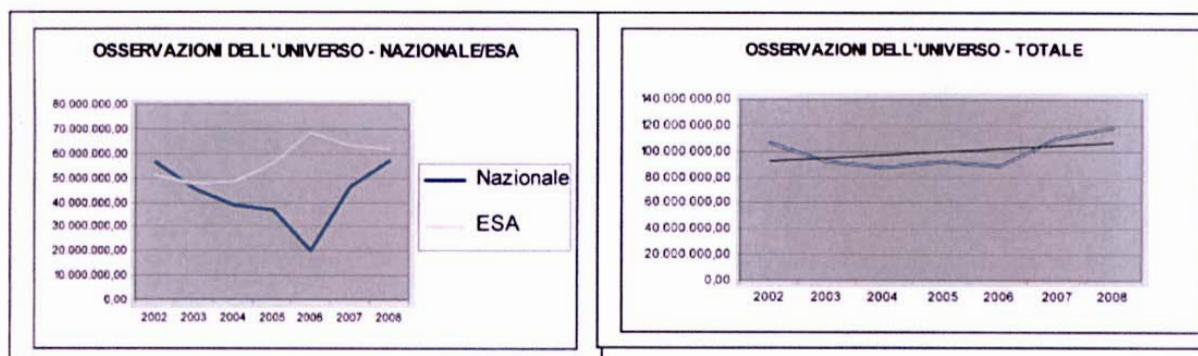 OSSERVAZIONI DELL'UNIVERSO - NAZIONALE/ESA
80 000 000,00
70 000 000,00
60 000 000,00
50 000 000,00
40 000 000,00
30 000 000,00
20 000 000,00
10 000 000,00
0,00
2002 2003 2004 2005 2006 2007 2008
Nazionale
ESA
OSSERVAZIONI DELL'UNIVERSO - TOTALE
140 000 000,00
120 000 000,00
100 000 000,00
80 000 000,00
60 000 000,00
40 000 000,00
20 000 000,00
0,00
2002 2003 2004 2005 2006 2007 2008